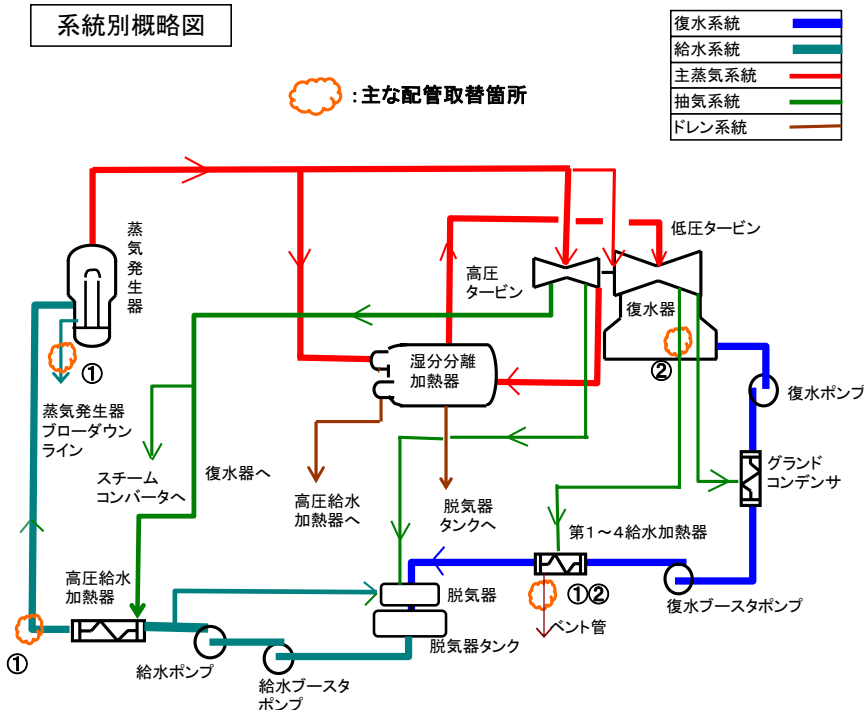 系統別概略図
復水系統
給水系統
主蒸気系統
抽気系統
ドレン系統
:主な配管取替箇所
蒸気発生器
低圧タービン
高圧
タービン
復水器
湿分分離
加熱器
①
②
復水ポンプ
蒸気発生器
ブローダウン
ライン
スチーム
コンバータへ
復水器へ
高圧給水
加熱器へ
脱気器
タンクへ
グランド
コンデンサ
第1~4給水加熱器
高圧給水
加熱器
脱気器
①②
復水ブースタポンプ
ベント管
脱気器タンク
①
給水ポンプ
給水ブースタ
ポンプ